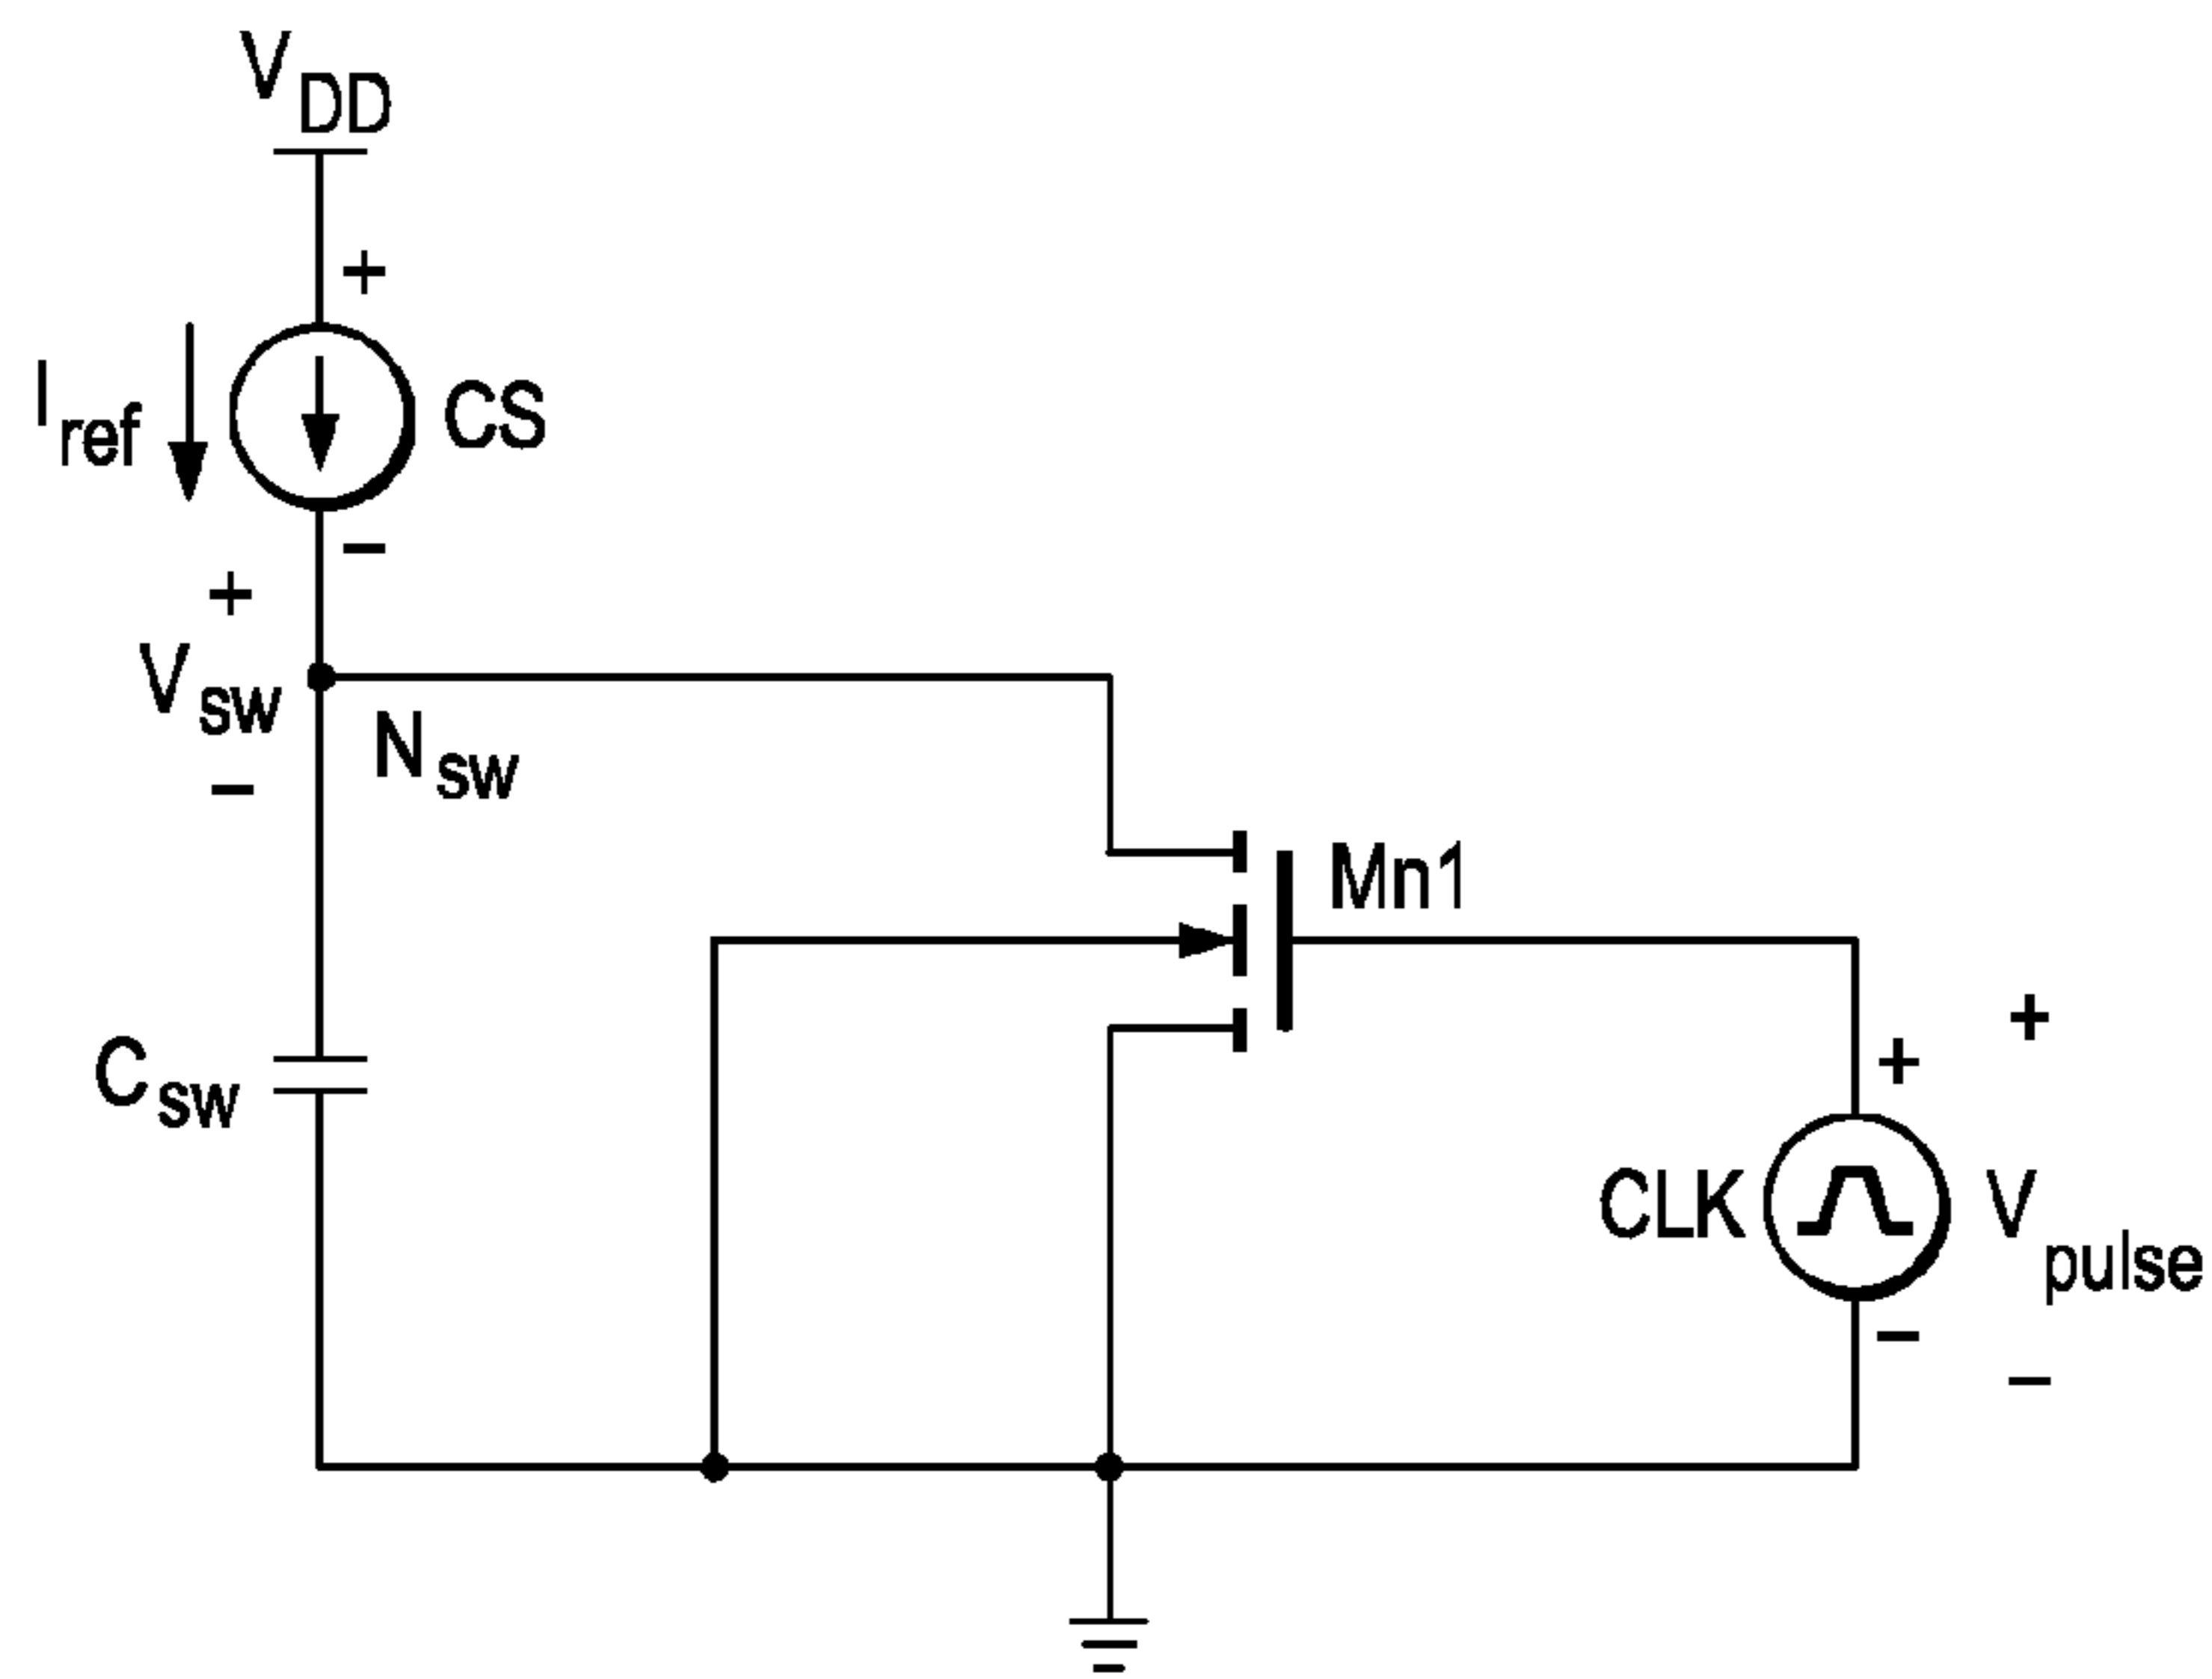 VDD
+
Iref
CS
−
+
Vsw
−
Nsw
Mn1
Csw
+
+
CLK
Vpulse
−
−